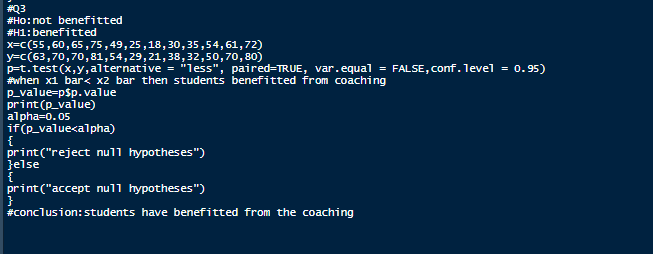 }
#Q3
#Ho:not benefitted
#H1:benefitted
x=c(55,60,65,75,49,25,18,30,35,54,61,72)
y=c(63,70,70,81,54,29,21,38,32,50,70,80)
p=t.test(x,y,alternative = "less", paired=TRUE, var.equal = FALSE,conf.level = 0.95)
#when x1 bar< x2 bar then students benefitted from coaching
p_value=p$p.value
print(p_value)
alpha=0.05
if(p_value<alpha)
{
print("reject null hypotheses")
}else
{
print("accept null hypotheses")
}
#conclusion:students have benefitted from the coaching